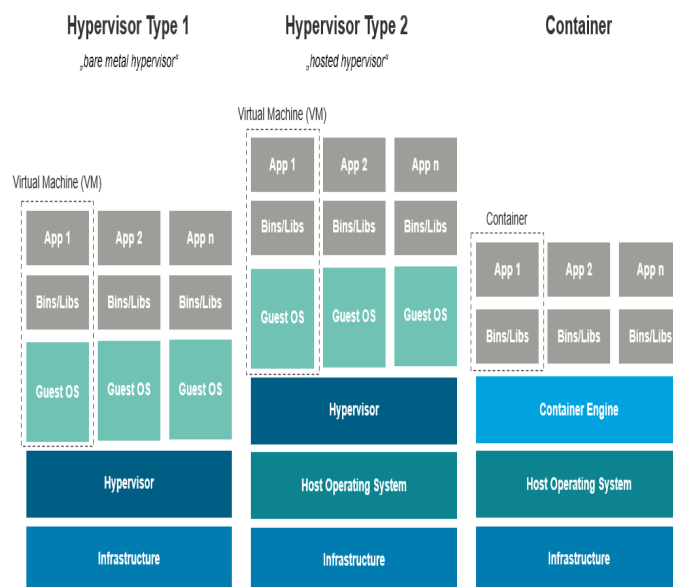 Hypervisor Type 1
„bare metal hypervisor“
Virtual Machine (VM)
App 1
App 2
App n
Bins/Libs
Bins/Libs
Bins/Libs
Guest OS
Guest OS
Guest OS
Hypervisor
Infrastructure
Hypervisor Type 2
„hosted hypervisor“
Virtual Machine (VM)
App 1
App 2
App n
Bins/Libs
Bins/Libs
Bins/Libs
Guest OS
Guest OS
Guest OS
Hypervisor
Host Operating System
Infrastructure
Container
Container
App 1
App 2
App n
Bins/Libs
Bins/Libs
Bins/Libs
Container Engine
Host Operating System
Infrastructure